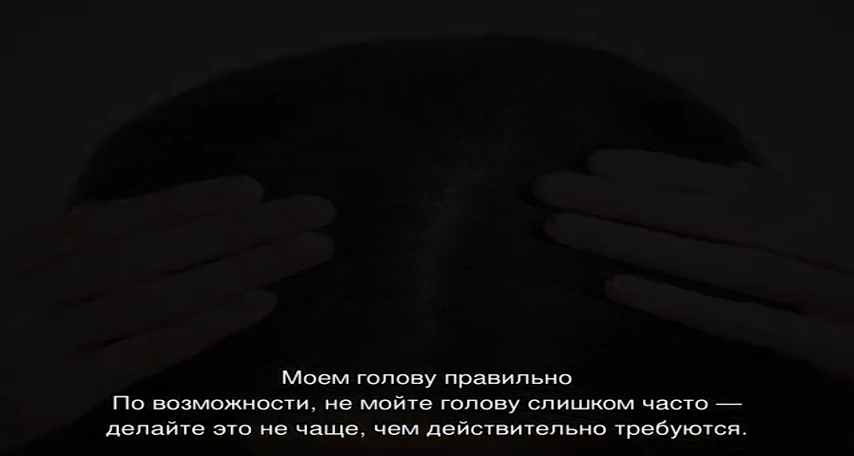 Моем голову правильно
По возможности, не мойте голову слишком часто —
делайте это не чаще, чем действительно требуются.